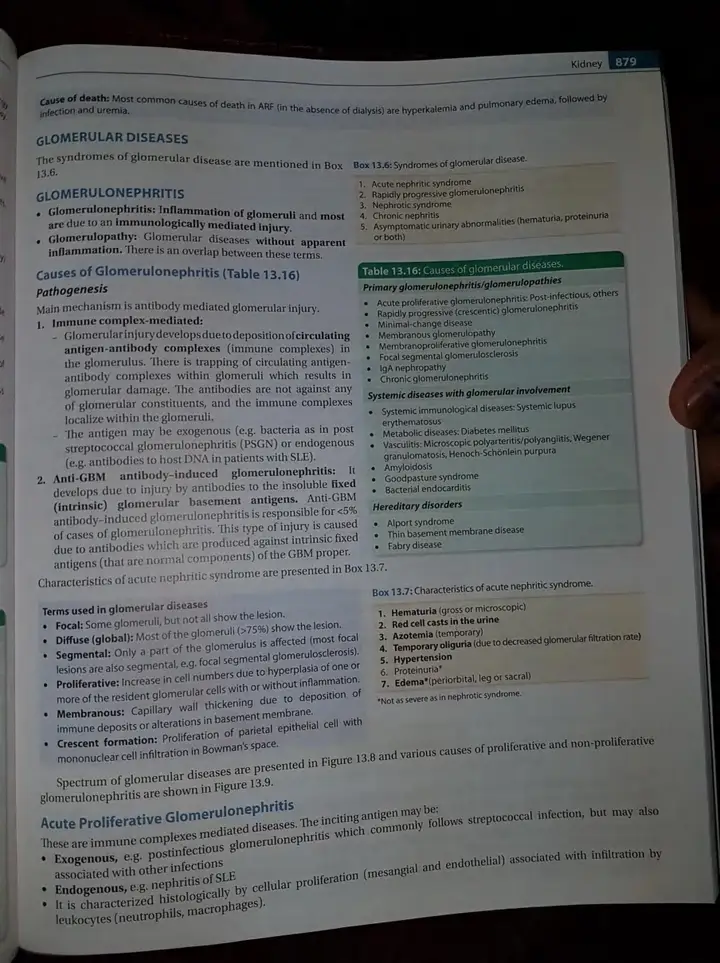 Kidney 879
Cause of death: Most common causes of death in ARF (in the absence of dialysis) are hyperkalemia and pulmonary edema, followed by
infection and uremia.
GLOMERULAR DISEASES
The syndromes of glomerular disease are mentioned in Box
13.6.
GLOMERULONEPHRITIS
• Glomerulonephritis: Inflammation of glomeruli and most
are due to an immunologically mediated injury.
• Glomerulopathy: Glomerular diseases without apparent
inflammation. There is an overlap between these terms.
Causes of Glomerulonephritis (Table 13.16)
Pathogenesis
Main mechanism is antibody mediated glomerular injury.
1. Immune complex-mediated:
– Glomerular injury develops due to deposition of circulating
antigen-antibody complexes (immune complexes) in
the glomerulus. There is trapping of circulating antigen-
antibody complexes within glomeruli which results in
glomerular damage. The antibodies are not against any
of glomerular constituents, and the immune complexes
localize within the glomeruli.
– The antigen may be exogenous (e.g. bacteria as in post
streptococcal glomerulonephritis (PSGN) or endogenous
(e.g. antibodies to host DNA in patients with SLE).
2. Anti-GBM antibody–induced glomerulonephritis: It
develops due to injury by antibodies to the insoluble fixed
(intrinsic) glomerular basement antigens. Anti-GBM
antibody–induced glomerulonephritis is responsible for <5%
of cases of glomerulonephritis. This type of injury is caused
due to antibodies which are produced against intrinsic fixed
antigens (that are normal components) of the GBM proper.
Box 13.6: Syndromes of glomerular disease.
1. Acute nephritic syndrome
2. Rapidly progressive glomerulonephritis
3. Nephrotic syndrome
4. Chronic nephritis
5. Asymptomatic urinary abnormalities (hematuria, proteinuria
or both)
Table 13.16: Causes of glomerular diseases.
Primary glomerulonephritis/glomerulopathies
• Acute proliferative glomerulonephritis: Post-infectious, others
• Rapidly progressive (crescentic) glomerulonephritis
• Minimal-change disease
• Membranous glomerulopathy
• Membranoproliferative glomerulonephritis
• Focal segmental glomerulosclerosis
• IgA nephropathy
• Chronic glomerulonephritis
Systemic diseases with glomerular involvement
• Systemic immunological diseases: Systemic lupus
erythematosus
• Metabolic diseases: Diabetes mellitus
• Vasculitis: Microscopic polyarteritis/polyangiitis, Wegener
granulomatosis, Henoch-Schönlein purpura
• Amyloidosis
• Goodpasture syndrome
• Bacterial endocarditis
Hereditary disorders
• Alport syndrome
• Thin basement membrane disease
• Fabry disease
Characteristics of acute nephritic syndrome are presented in Box 13.7.
Terms used in glomerular diseases
• Focal: Some glomeruli, but not all show the lesion.
• Diffuse (global): Most of the glomeruli (>75%) show the lesion.
• Segmental: Only a part of the glomerulus is affected (most focal
lesions are also segmental, e.g. focal segmental glomerulosclerosis).
• Proliferative: Increase in cell numbers due to hyperplasia of one or
more of the resident glomerular cells with or without inflammation.
• Membranous: Capillary wall thickening due to deposition of
immune deposits or alterations in basement membrane.
• Crescent formation: Proliferation of parietal epithelial cell with
mononuclear cell infiltration in Bowman's space.
Box 13.7: Characteristics of acute nephritic syndrome.
1. Hematuria (gross or microscopic)
2. Red cell casts in the urine
3. Azotemia (temporary)
4. Temporary oliguria (due to decreased glomerular filtration rate)
5. Hypertension
6. Proteinuria*
7. Edema* (periorbital, leg or sacral)
*Not as severe as in nephrotic syndrome.
Spectrum of glomerular diseases are presented in Figure 13.8 and various causes of proliferative and non-proliferative
glomerulonephritis are shown in Figure 13.9.
Acute Proliferative Glomerulonephritis
These are immune complexes mediated diseases. The inciting antigen may be:
• Exogenous, e.g. postinfectious glomerulonephritis which commonly follows streptococcal infection, but may also
associated with other infections
• Endogenous, e.g. nephritis of SLE
• It is characterized histologically by cellular proliferation (mesangial and endothelial) associated with infiltration by
leukocytes (neutrophils, macrophages).